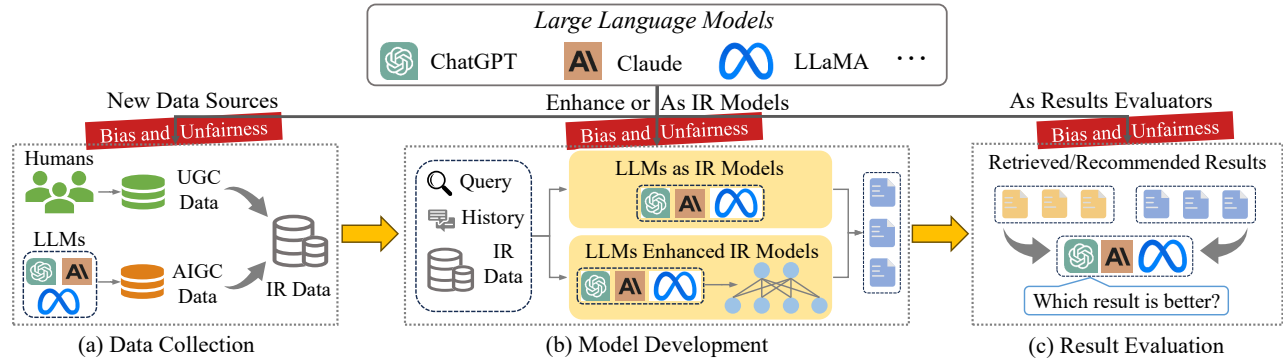 Large Language Models
ChatGPT
Claude
LLaMA
...
New Data Sources
Enhance or As IR Models
As Results Evaluators
Bias and Unfairness
Bias and Unfairness
Bias and Unfairness
Humans
UGC
Data
LLMs
AIGC
Data
IR Data
(a) Data Collection
Query
History
IR
Data
LLMs as IR Models
LLMs Enhanced IR Models
(b) Model Development
Retrieved/Recommended Results
Which result is better?
(c) Result Evaluation